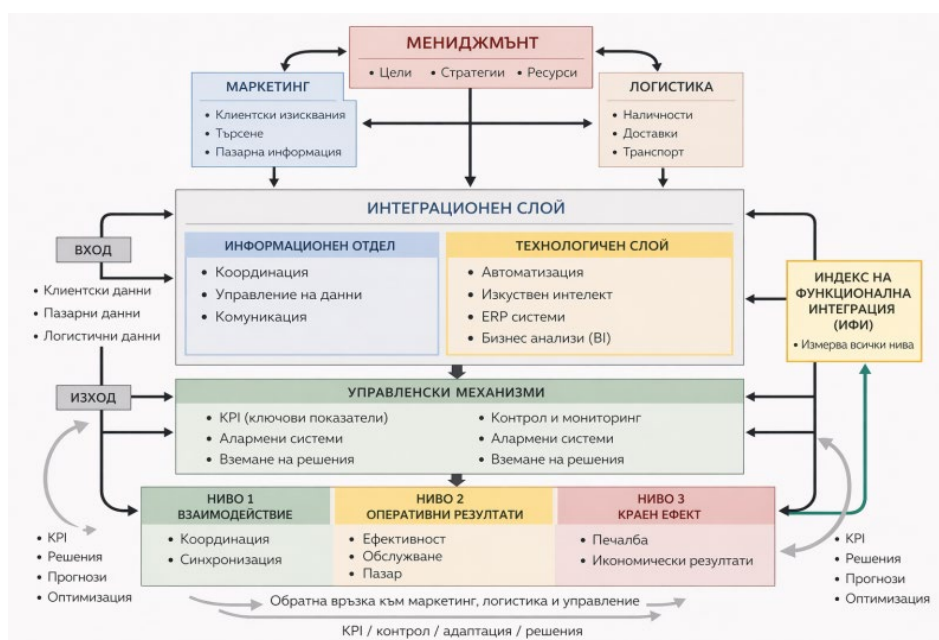 МЕНИДЖМЪНТ
• Цели • Стратегии • Ресурси
МАРКЕТИНГ
• Клиентски изисквания
• Търсене
• Пазарна информация
ЛОГИСТИКА
• Наличности
• Доставки
• Транспорт
ИНТЕГРАЦИОНЕН СЛОЙ
ИНФОРМАЦИОНЕН ОТДЕЛ
• Координация
• Управление на данни
• Комуникация
ТЕХНОЛОГИЧЕН СЛОЙ
• Автоматизация
• Изкуствен интелект
• ERP системи
• Бизнес анализи (BI)
ВХОД
• Клиентски данни
• Пазарни данни
• Логистични данни
ИЗХОД
ИНДЕКС НА
ФУНКЦИОНАЛНА
ИНТЕГРАЦИЯ
(ИФИ)
• Измерва всички нива
УПРАВЛЕНСКИ МЕХАНИЗМИ
• KPI (ключови показатели)
• Алармени системи
• Вземане на решения
• Контрол и мониторинг
• Алармени системи
• Вземане на решения
НИВО 1
ВЗАИМОДЕЙСТВИЕ
• Координация
• Синхронизация
НИВО 2
ОПЕРАТИВНИ РЕЗУЛТАТИ
• Ефективност
• Обслужване
• Пазар
НИВО 3
КРАЕН ЕФЕКТ
• Печалба
• Икономически резултати
• KPI
• Решения
• Прогнози
• Оптимизация
• KPI
• Решения
• Прогнози
• Оптимизация
Обратна връзка към маркетинг, логистика и управление
KPI / контрол / адаптация / решения